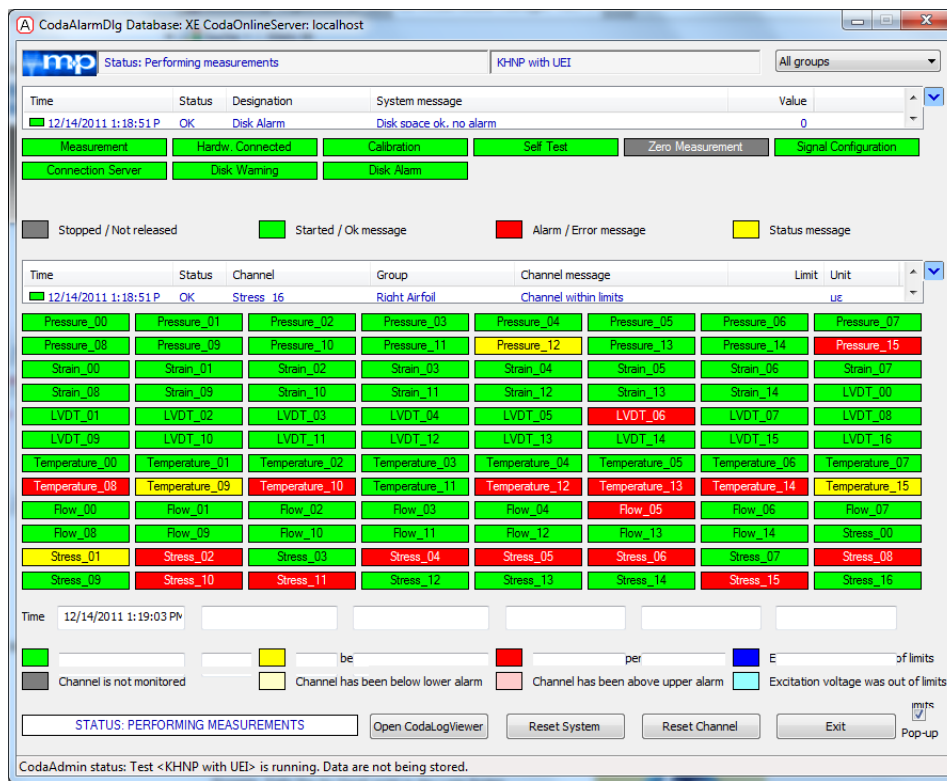 CodaAlarmDlg Database: XE CodaOnlineServer: localhost
mp Status: Performing measurements KHNP with UEI All groups
Time Status Designation System message Value
12/14/2011 1:18:51 P OK Disk Alarm Disk space ok, no alarm 0
Measurement Hardw. Connected Calibration Self Test Zero Measurement Signal Configuration
Connection Server Disk Warning Disk Alarm
Stopped / Not released Started / Ok message Alarm / Error message Status message
Time Status Channel Group Channel message Limit Unit
12/14/2011 1:18:51 P OK Stress_16 Right Airfoil Channel within limits με
Pressure_00 Pressure_01 Pressure_02 Pressure_03 Pressure_04 Pressure_05 Pressure_06 Pressure_07
Pressure_08 Pressure_09 Pressure_10 Pressure_11 Pressure_12 Pressure_13 Pressure_14 Pressure_15
Strain_00 Strain_01 Strain_02 Strain_03 Strain_04 Strain_05 Strain_06 Strain_07
Strain_08 Strain_09 Strain_10 Strain_11 Strain_12 Strain_13 Strain_14 LVDT_00
LVDT_01 LVDT_02 LVDT_03 LVDT_04 LVDT_05 LVDT_06 LVDT_07 LVDT_08
LVDT_09 LVDT_10 LVDT_11 LVDT_12 LVDT_13 LVDT_14 LVDT_15 LVDT_16
Temperature_00 Temperature_01 Temperature_02 Temperature_03 Temperature_04 Temperature_05 Temperature_06 Temperature_07
Temperature_08 Temperature_09 Temperature_10 Temperature_11 Temperature_12 Temperature_13 Temperature_14 Temperature_15
Flow_00 Flow_01 Flow_02 Flow_03 Flow_04 Flow_05 Flow_06 Flow_07
Flow_08 Flow_09 Flow_10 Flow_11 Flow_12 Flow_13 Flow_14 Stress_00
Stress_01 Stress_02 Stress_03 Stress_04 Stress_05 Stress_06 Stress_07 Stress_08
Stress_09 Stress_10 Stress_11 Stress_12 Stress_13 Stress_14 Stress_15 Stress_16
Time 12/14/2011 1:19:03 PM
be per E of limits
Channel is not monitored Channel has been below lower alarm Channel has been above upper alarm Excitation voltage was out of limits
STATUS: PERFORMING MEASUREMENTS Open CodaLogViewer Reset System Reset Channel Exit Pop-up
CodaAdmin status: Test <KHNP with UEI> is running. Data are not being stored.